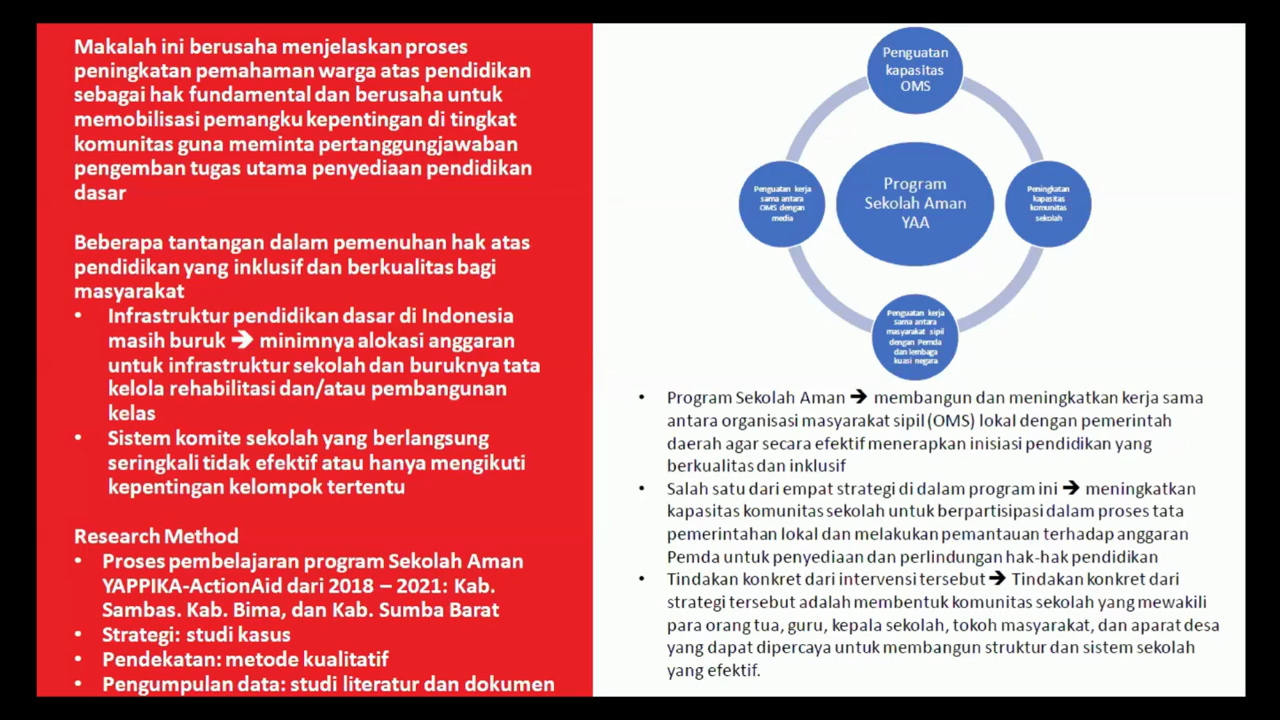 Makalah ini berusaha menjelaskan proses
peningkatan pemahaman warga atas pendidikan
sebagai hak fundamental dan berusaha untuk
memobilisasi pemangku kepentingan di tingkat
komunitas guna meminta pertanggungjawaban
pengemban tugas utama penyediaan pendidikan
dasar
Beberapa tantangan dalam pemenuhan hak atas
pendidikan yang inklusif dan berkualitas bagi
masyarakat
• Infrastruktur pendidikan dasar di Indonesia
masih buruk ➔ minimnya alokasi anggaran
untuk infrastruktur sekolah dan buruknya tata
kelola rehabilitasi dan/atau pembangunan
kelas
• Sistem komite sekolah yang berlangsung
seringkali tidak efektif atau hanya mengikuti
kepentingan kelompok tertentu
Research Method
• Proses pembelajaran program Sekolah Aman
YAPPIKA-ActionAid dari 2018 – 2021: Kab.
Sambas. Kab. Bima, dan Kab. Sumba Barat
• Strategi: studi kasus
• Pendekatan: metode kualitatif
• Pengumpulan data: studi literatur dan dokumen
Penguatan
kapasitas
OMS
Penguatan kerja
sama antara
OMS dengan
media
Program
Sekolah Aman
YAA
Peningkatan
kapasitas
komunitas
sekolah
Penguatan kerja
sama antara
masyarakat sipil
dengan Pemda
dan lembaga
kuasi negara
• Program Sekolah Aman ➔ membangun dan meningkatkan kerja sama
antara organisasi masyarakat sipil (OMS) lokal dengan pemerintah
daerah agar secara efektif menerapkan inisiasi pendidikan yang
berkualitas dan inklusif
• Salah satu dari empat strategi di dalam program ini ➔ meningkatkan
kapasitas komunitas sekolah untuk berpartisipasi dalam proses tata
pemerintahan lokal dan melakukan pemantauan terhadap anggaran
Pemda untuk penyediaan dan perlindungan hak-hak pendidikan
• Tindakan konkret dari intervensi tersebut ➔ Tindakan konkret dari
strategi tersebut adalah membentuk komunitas sekolah yang mewakili
para orang tua, guru, kepala sekolah, tokoh masyarakat, dan aparat desa
yang dapat dipercaya untuk membangun struktur dan sistem sekolah
yang efektif.